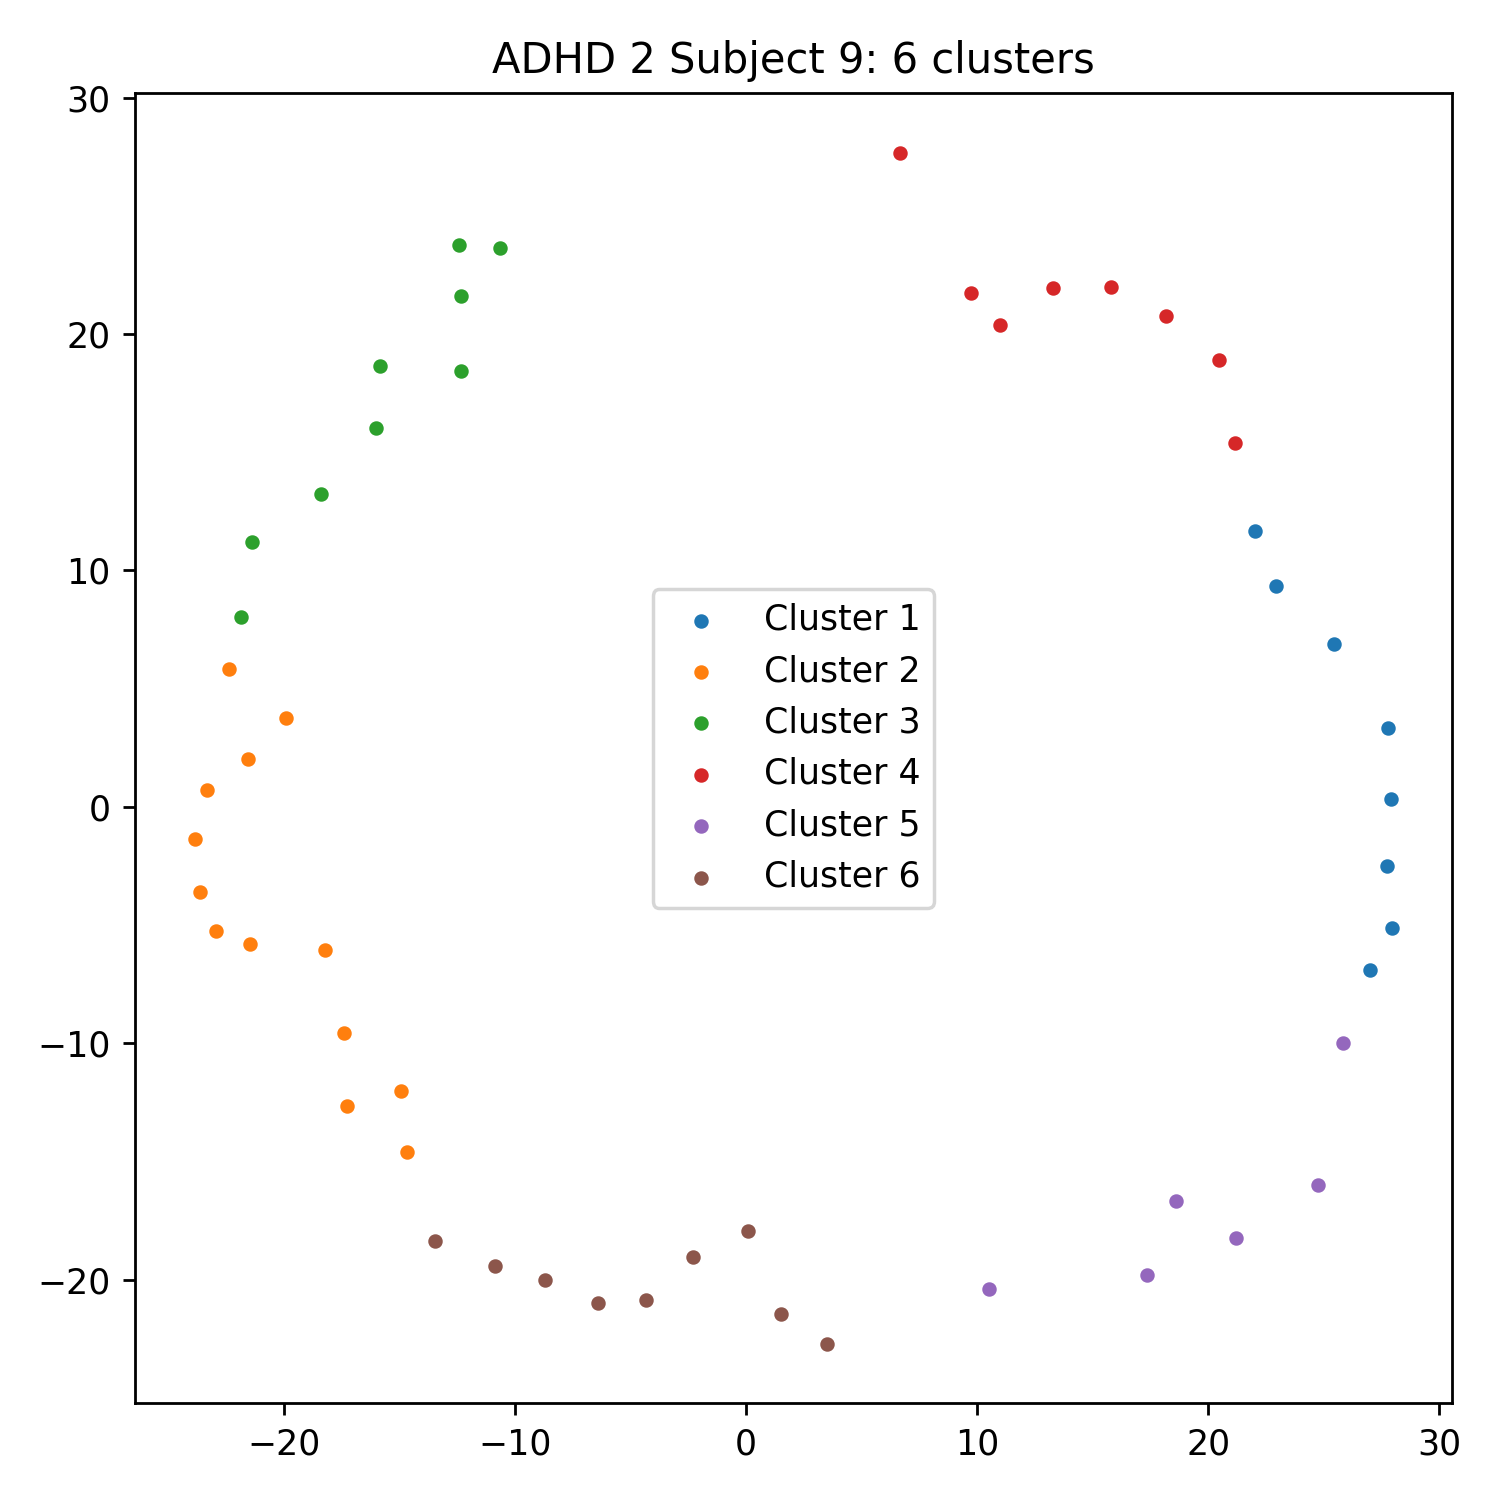 ADHD 2 Subject 9: 6 clusters
30
20
10
0
−10
−20
Cluster 1
Cluster 2
Cluster 3
Cluster 4
Cluster 5
Cluster 6
−20 −10 0 10 20 30